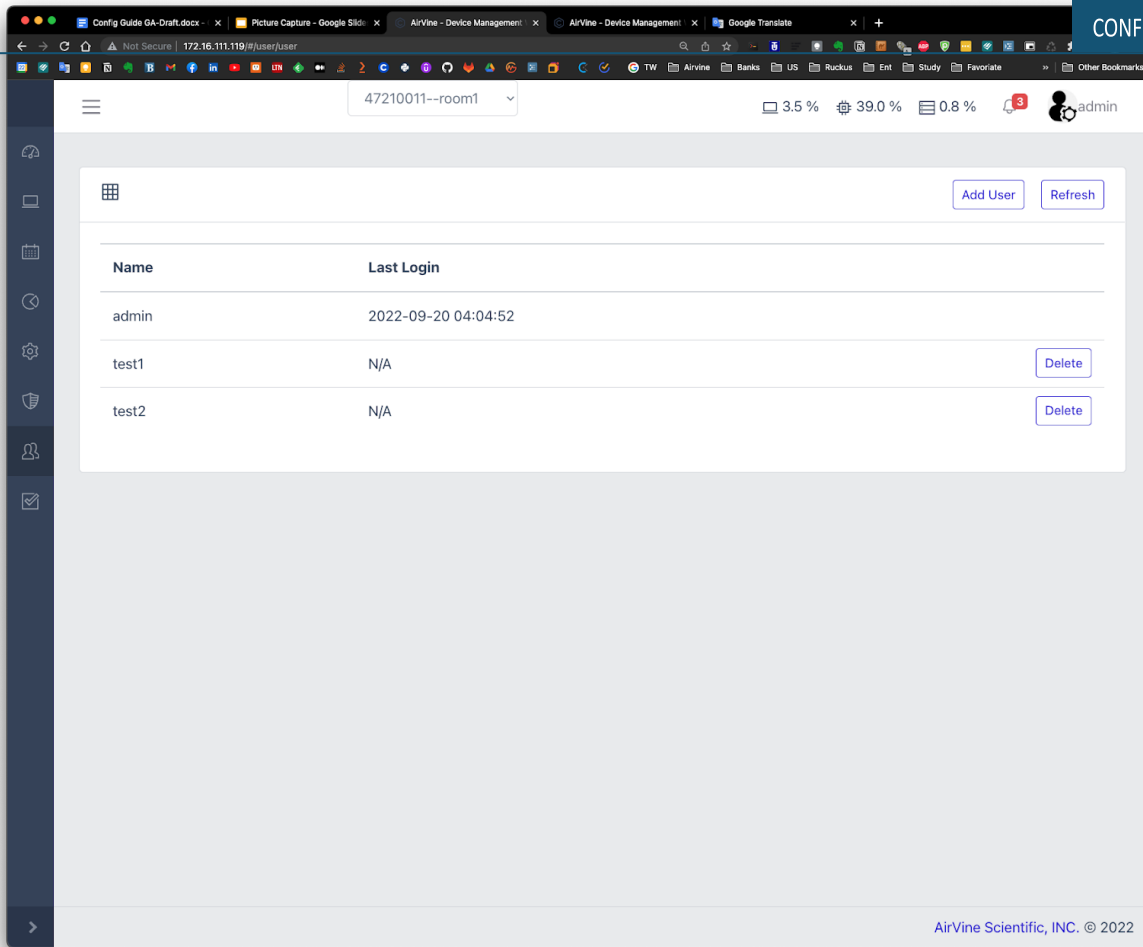 Config Guide GA-Draft.docx - Picture Capture - Google Slide AirVine - Device Management AirVine - Device Management Google Translate
CONF
Not Secure 172.16.111.119/#/user/user
TW Airvine Banks US Ruckus Ent Study Favoriate » Other Bookmarks
47210011--room1 3.5 % 39.0 % 0.8 % 3 admin
Add User Refresh
Name Last Login
admin 2022-09-20 04:04:52
test1 N/A Delete
test2 N/A Delete
AirVine Scientific, INC. © 2022